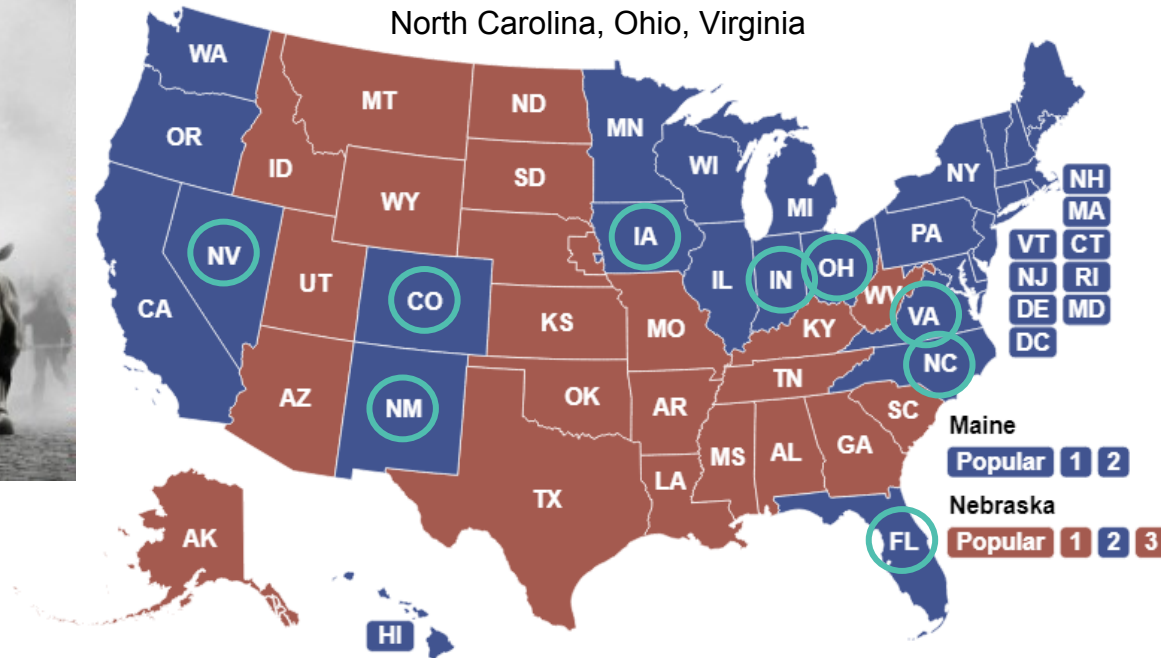 North Carolina, Ohio, Virginia
WA
MT
ND
MN
OR
ID
SD
WI
NY
NH
WY
MI
MA
NV
IA
PA
VT CT
UT
CO
IL
IN
OH
NJ RI
CA
KS
MO
WV
VA
DE MD
KY
DC
NC
TN
AZ
NM
OK
AR
SC
Maine
MS
AL
GA
Popular 1 2
LA
TX
Nebraska
AK
FL
Popular 1 2 3
HI